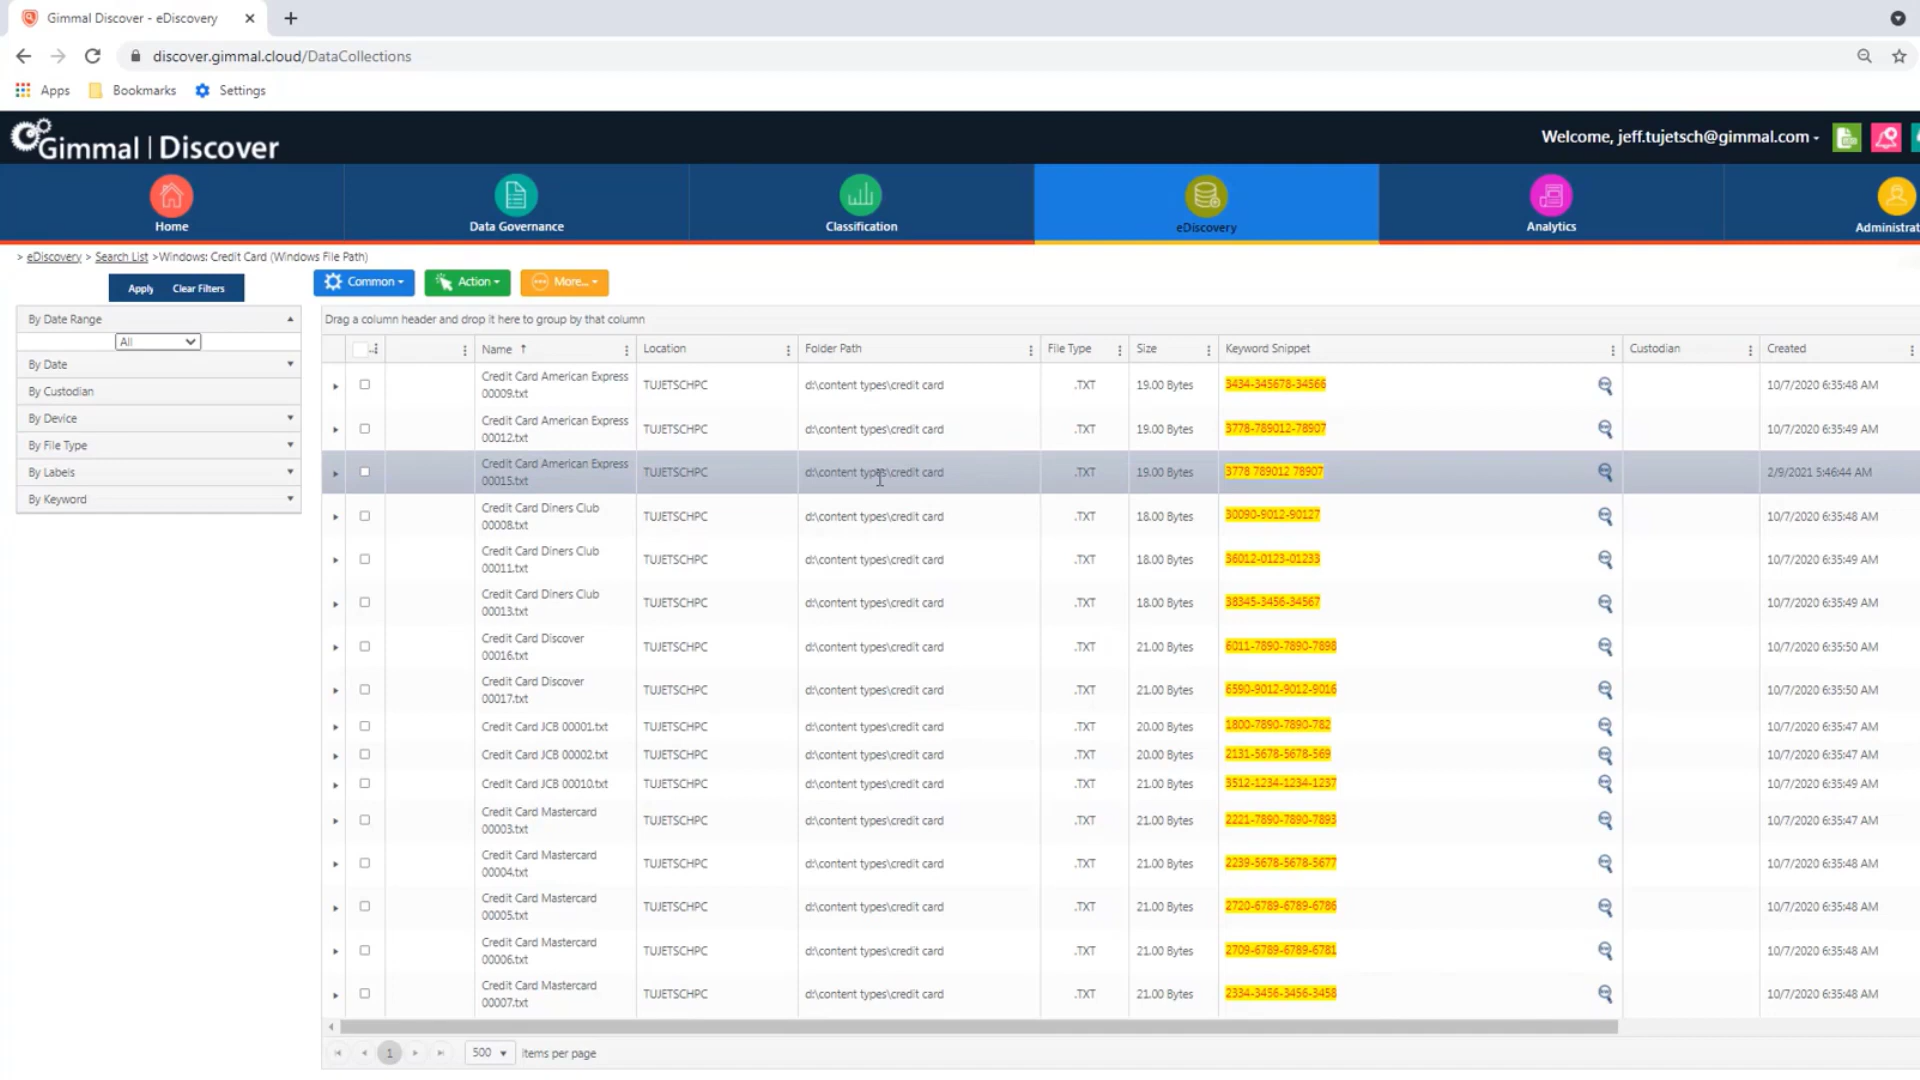 Gimmal Discover - eDiscovery
discover.gimmal.cloud/DataCollections
Apps Bookmarks Settings
Gimmal | Discover
Welcome, jeff.tujetsch@gimmal.com
Home Data Governance Classification eDiscovery Analytics Administrat
> eDiscovery > Search List >Windows: Credit Card (Windows File Path)
Apply Clear Filters
Common Action More...
By Date Range
All
By Date
By Custodian
By Device
By File Type
By Labels
By Keyword
Drag a column header and drop it here to group by that column
Name ↑ Location Folder Path File Type Size Keyword Snippet Custodian Created
Credit Card American Express
00009.txt TUJETSCHPC d:\content types\credit card .TXT 19.00 Bytes 3434-345678-34566 10/7/2020 6:35:48 AM
Credit Card American Express
00012.txt TUJETSCHPC d:\content types\credit card .TXT 19.00 Bytes 3778-789012-78907 10/7/2020 6:35:49 AM
Credit Card American Express
00015.txt TUJETSCHPC d:\content types\credit card .TXT 19.00 Bytes 3778 789012 78907 2/9/2021 5:46:44 AM
Credit Card Diners Club
00008.txt TUJETSCHPC d:\content types\credit card .TXT 18.00 Bytes 30090-9012-90127 10/7/2020 6:35:48 AM
Credit Card Diners Club
00011.txt TUJETSCHPC d:\content types\credit card .TXT 18.00 Bytes 36012-0123-01233 10/7/2020 6:35:49 AM
Credit Card Diners Club
00013.txt TUJETSCHPC d:\content types\credit card .TXT 18.00 Bytes 38345-3456-34567 10/7/2020 6:35:49 AM
Credit Card Discover
00016.txt TUJETSCHPC d:\content types\credit card .TXT 21.00 Bytes 6011-7890-7890-7898 10/7/2020 6:35:50 AM
Credit Card Discover
00017.txt TUJETSCHPC d:\content types\credit card .TXT 21.00 Bytes 6590-9012-9012-9016 10/7/2020 6:35:50 AM
Credit Card JCB 00001.txt TUJETSCHPC d:\content types\credit card .TXT 20.00 Bytes 1800-7890-7890-782 10/7/2020 6:35:47 AM
Credit Card JCB 00002.txt TUJETSCHPC d:\content types\credit card .TXT 20.00 Bytes 2131-5678-5678-569 10/7/2020 6:35:47 AM
Credit Card JCB 00010.txt TUJETSCHPC d:\content types\credit card .TXT 21.00 Bytes 3512-1234-1234-1237 10/7/2020 6:35:49 AM
Credit Card Mastercard
00003.txt TUJETSCHPC d:\content types\credit card .TXT 21.00 Bytes 2221-7890-7890-7893 10/7/2020 6:35:47 AM
Credit Card Mastercard
00004.txt TUJETSCHPC d:\content types\credit card .TXT 21.00 Bytes 2239-5678-5678-5677 10/7/2020 6:35:48 AM
Credit Card Mastercard
00005.txt TUJETSCHPC d:\content types\credit card .TXT 21.00 Bytes 2720-6789-6789-6786 10/7/2020 6:35:48 AM
Credit Card Mastercard
00006.txt TUJETSCHPC d:\content types\credit card .TXT 21.00 Bytes 2709-6789-6789-6781 10/7/2020 6:35:48 AM
Credit Card Mastercard
00007.txt TUJETSCHPC d:\content types\credit card .TXT 21.00 Bytes 2334-3456-3456-3458 10/7/2020 6:35:48 AM
1 500 items per page